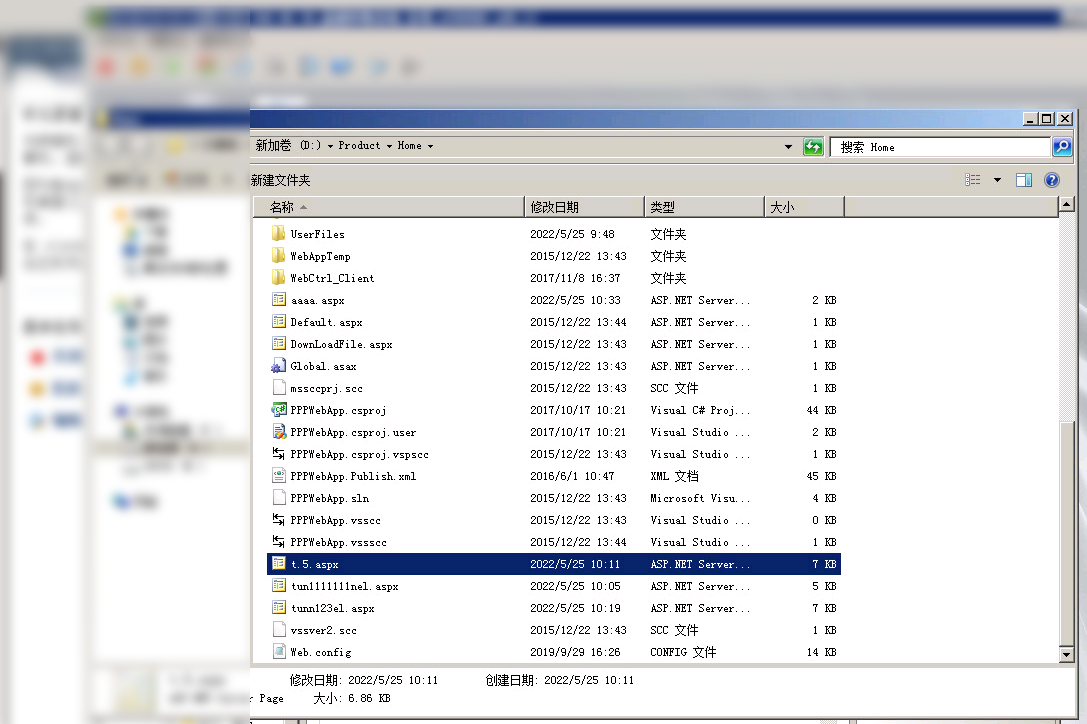 新加卷 (D:) ▾ Product ▾ Home ▾
搜索 Home
新建文件夹
名称 修改日期 类型 大小
UserFiles 2022/5/25 9:48 文件夹
WebAppTemp 2015/12/22 13:43 文件夹
WebCtrl_Client 2017/11/8 16:37 文件夹
aaaa.aspx 2022/5/25 10:33 ASP.NET Server... 2 KB
Default.aspx 2015/12/22 13:44 ASP.NET Server... 1 KB
DownLoadFile.aspx 2015/12/22 13:43 ASP.NET Server... 1 KB
Global.asax 2015/12/22 13:43 ASP.NET Server... 1 KB
mssccprj.scc 2015/12/22 13:43 SCC 文件 1 KB
PPPWebApp.csproj 2017/10/17 10:21 Visual C# Proj... 44 KB
PPPWebApp.csproj.user 2017/10/17 10:21 Visual Studio ... 2 KB
PPPWebApp.csproj.vspscc 2015/12/22 13:43 Visual Studio ... 1 KB
PPPWebApp.Publish.xml 2016/6/1 10:47 XML 文档 45 KB
PPPWebApp.sln 2015/12/22 13:43 Microsoft Visu... 4 KB
PPPWebApp.vsscc 2015/12/22 13:43 Visual Studio ... 0 KB
PPPWebApp.vssscc 2015/12/22 13:44 Visual Studio ... 1 KB
t.5.aspx 2022/5/25 10:11 ASP.NET Server... 7 KB
tun1111111nel.aspx 2022/5/25 10:05 ASP.NET Server... 5 KB
tunn123el.aspx 2022/5/25 10:19 ASP.NET Server... 7 KB
vssver2.scc 2015/12/22 13:43 SCC 文件 1 KB
Web.config 2019/9/29 16:26 CONFIG 文件 14 KB
修改日期: 2022/5/25 10:11 创建日期: 2022/5/25 10:11
Page 大小: 6.86 KB